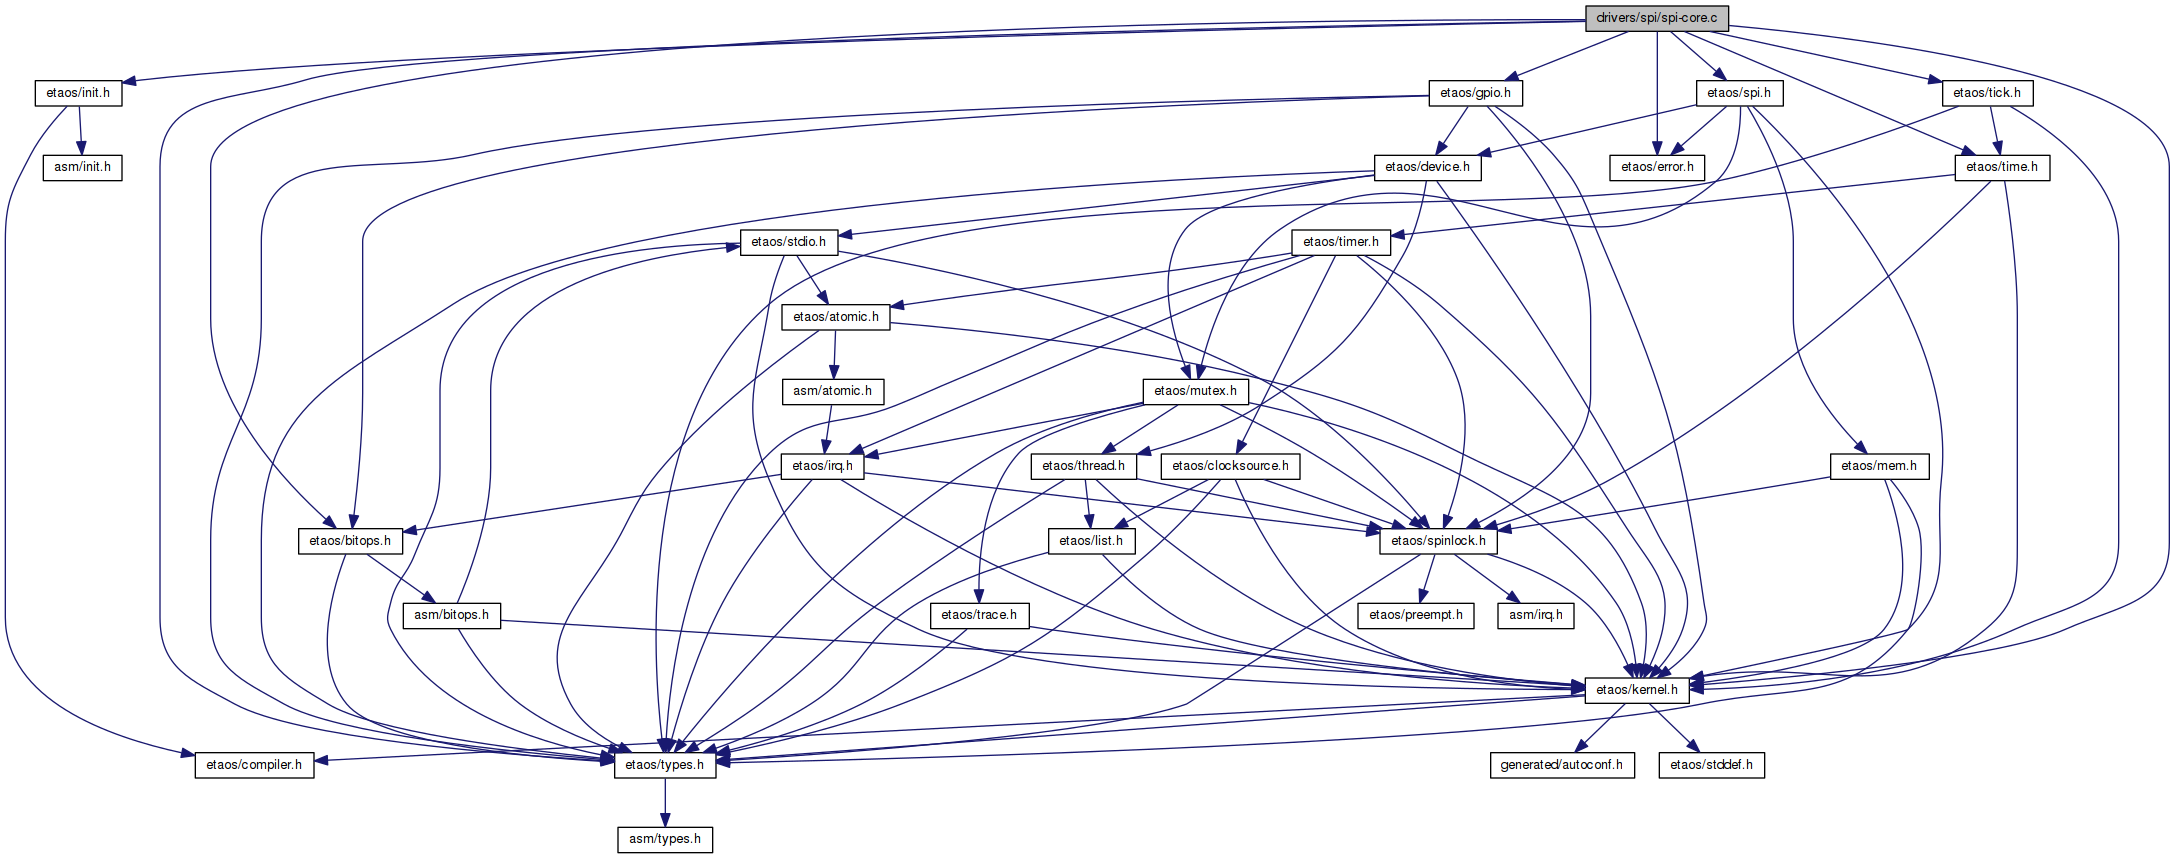 drivers/spi/spi-core.c
etaos/init.h
etaos/gpio.h
etaos/spi.h
etaos/tick.h
asm/init.h
etaos/device.h
etaos/error.h
etaos/time.h
etaos/stdio.h
etaos/timer.h
etaos/atomic.h
asm/atomic.h
etaos/mutex.h
etaos/irq.h
etaos/thread.h
etaos/clocksource.h
etaos/mem.h
etaos/bitops.h
etaos/list.h
etaos/spinlock.h
asm/bitops.h
etaos/trace.h
etaos/preempt.h
asm/irq.h
etaos/kernel.h
etaos/compiler.h
etaos/types.h
generated/autoconf.h
etaos/stddef.h
asm/types.h